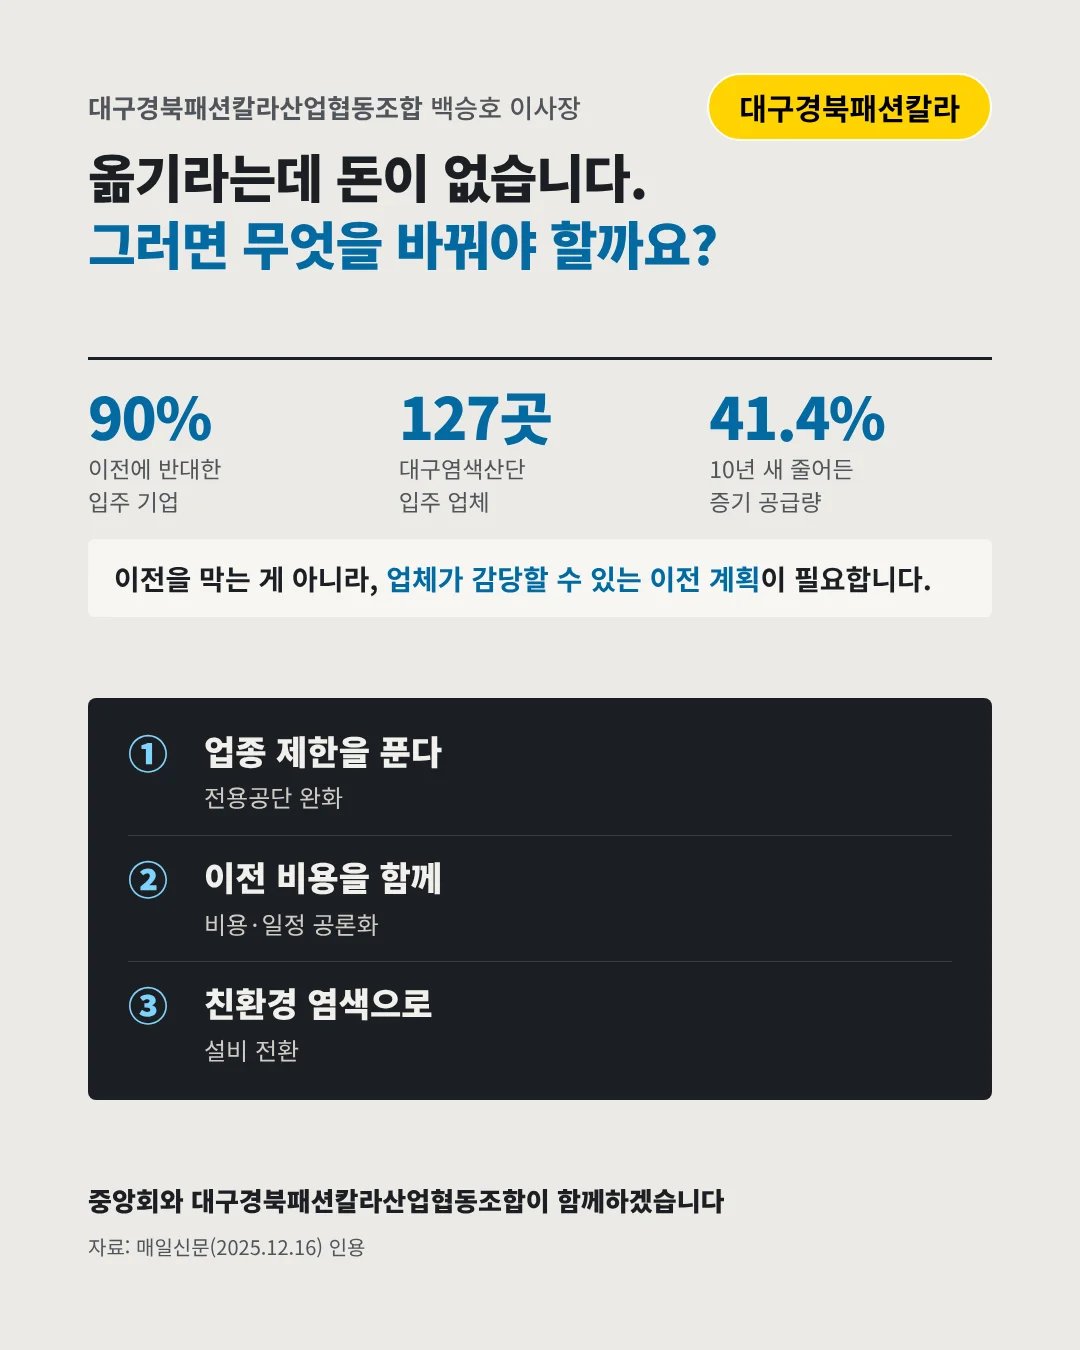 대구경북패션칼라산업협동조합 백승호 이사장
대구경북패션칼라
옮기라는데 돈이 없습니다.
그러면 무엇을 바꿔야 할까요?
90%
이전에 반대한
입주 기업
127곳
대구염색산단
입주 업체
41.4%
10년 새 줄어든
증기 공급량
이전을 막는 게 아니라, 업체가 감당할 수 있는 이전 계획이 필요합니다.
① 업종 제한을 푼다
전용공단 완화
② 이전 비용을 함께
비용·일정 공론화
③ 친환경 염색으로
설비 전환
중앙회와 대구경북패션칼라산업협동조합이 함께하겠습니다
자료: 매일신문(2025.12.16) 인용